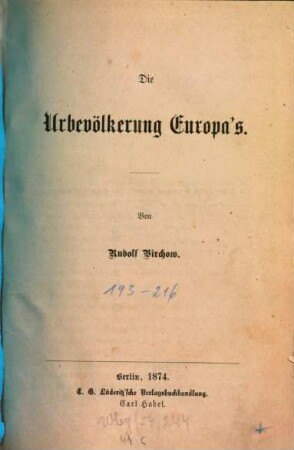 Die
Urbevölkerung Europa's.
Von
Rudolf Virchow.
193-216
Berlin, 1874.
C. G. Lüderitz'sche Verlagsbuchhandlung.
Carl Habel.